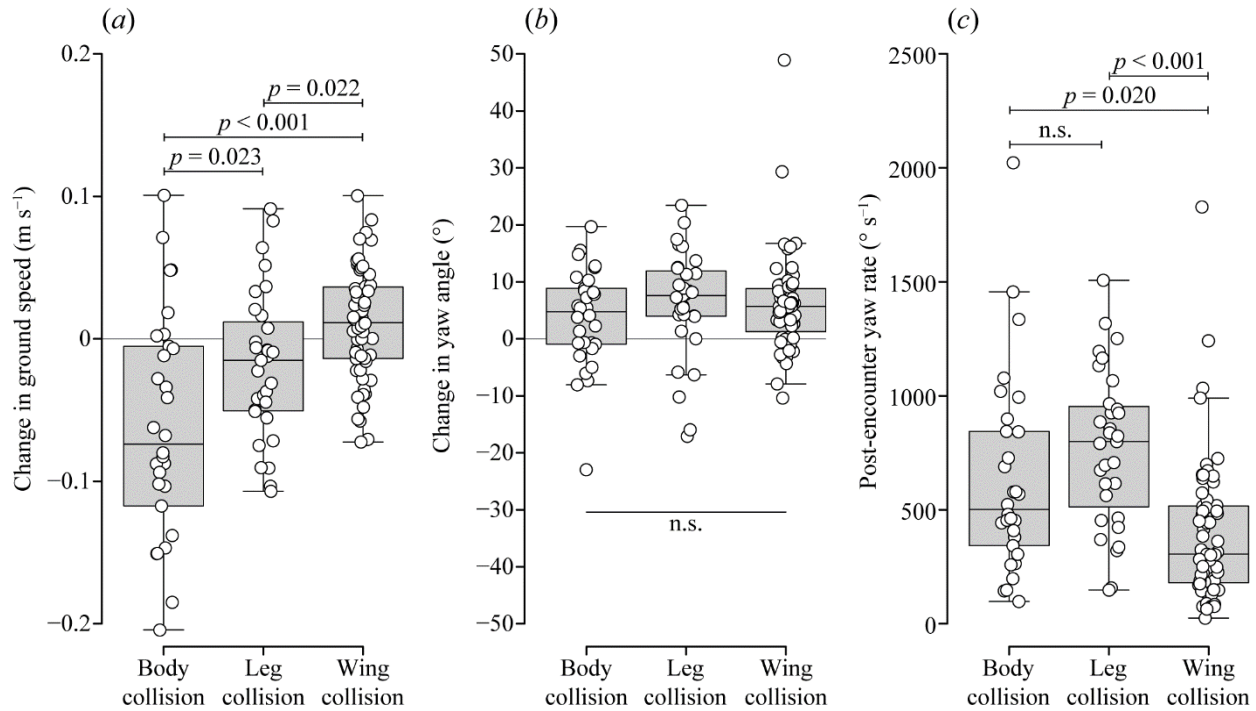 (a)
Change in ground speed (m s⁻¹)
0.2
0.1
0
−0.1
−0.2
p = 0.022
p < 0.001
p = 0.023
Body
collision
Leg
collision
Wing
collision
(b)
Change in yaw angle (°)
50
40
30
20
10
0
−10
−20
−30
−40
−50
n.s.
Body
collision
Leg
collision
Wing
collision
(c)
Post-encounter yaw rate (° s⁻¹)
2500
2000
1500
1000
500
0
p < 0.001
p = 0.020
n.s.
Body
collision
Leg
collision
Wing
collision